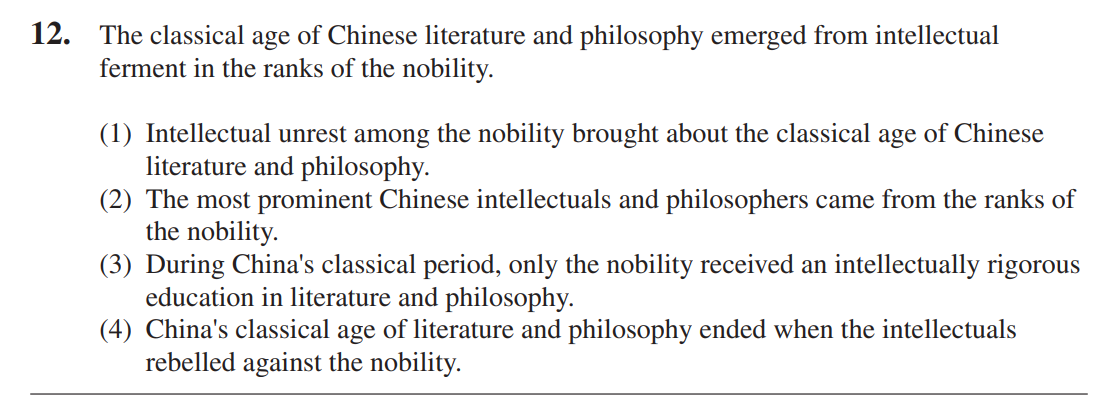 12. The classical age of Chinese literature and philosophy emerged from intellectual
ferment in the ranks of the nobility.
(1) Intellectual unrest among the nobility brought about the classical age of Chinese
literature and philosophy.
(2) The most prominent Chinese intellectuals and philosophers came from the ranks of
the nobility.
(3) During China's classical period, only the nobility received an intellectually rigorous
education in literature and philosophy.
(4) China's classical age of literature and philosophy ended when the intellectuals
rebelled against the nobility.